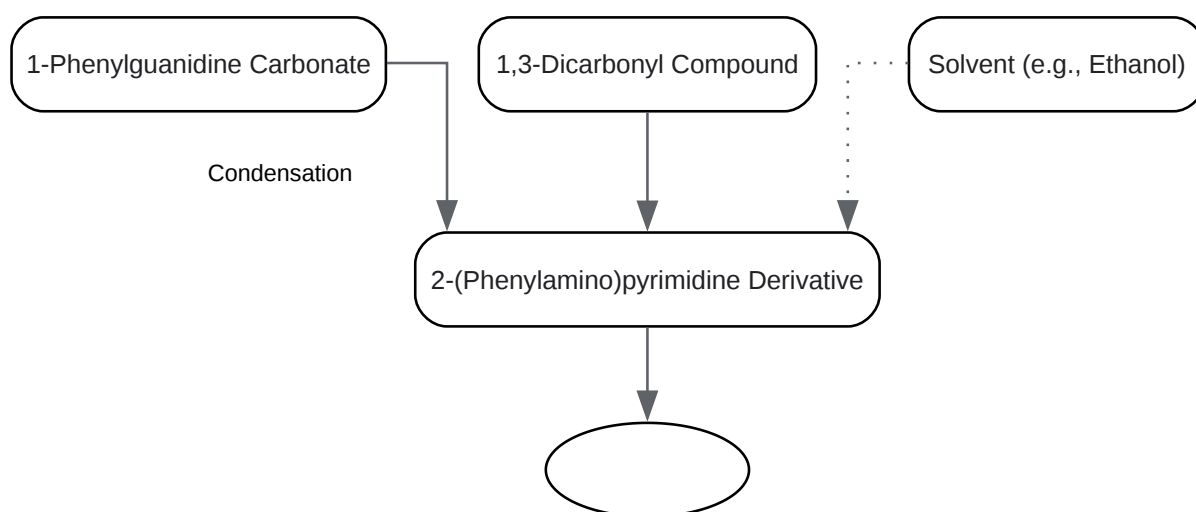 1-Phenylguanidine Carbonate
1,3-Dicarbonyl Compound
Solvent (e.g., Ethanol)
Condensation
2-(Phenylamino)pyrimidine Derivative